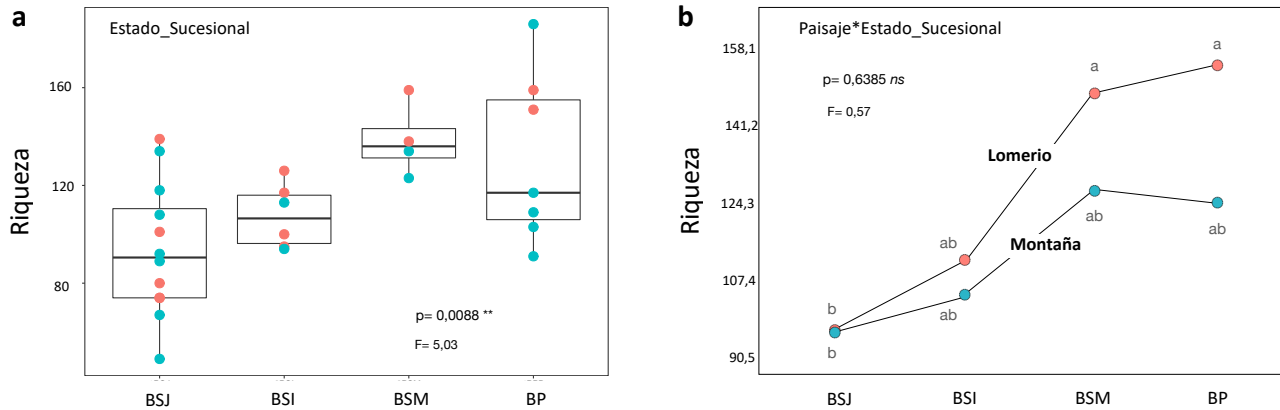 a
Estado_Sucesional
Riqueza
160
120
80
p= 0,0088 **
F= 5,03
BSJ
BSI
BSM
BP
b
Paisaje*Estado_Sucesional
Riqueza
158,1
141,2
124,3
107,4
90,5
p= 0,6385 ns
F= 0,57
a
a
Lomerio
ab
ab
ab
Montaña
b
ab
b
BSJ
BSI
BSM
BP